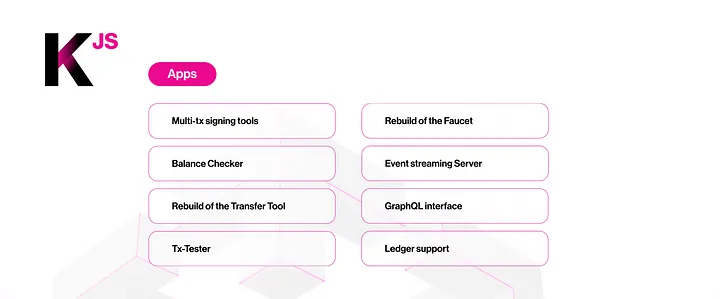 KJS
Apps
Multi-tx signing tools
Rebuild of the Faucet
Balance Checker
Event streaming Server
Rebuild of the Transfer Tool
GraphQL interface
Tx-Tester
Ledger support